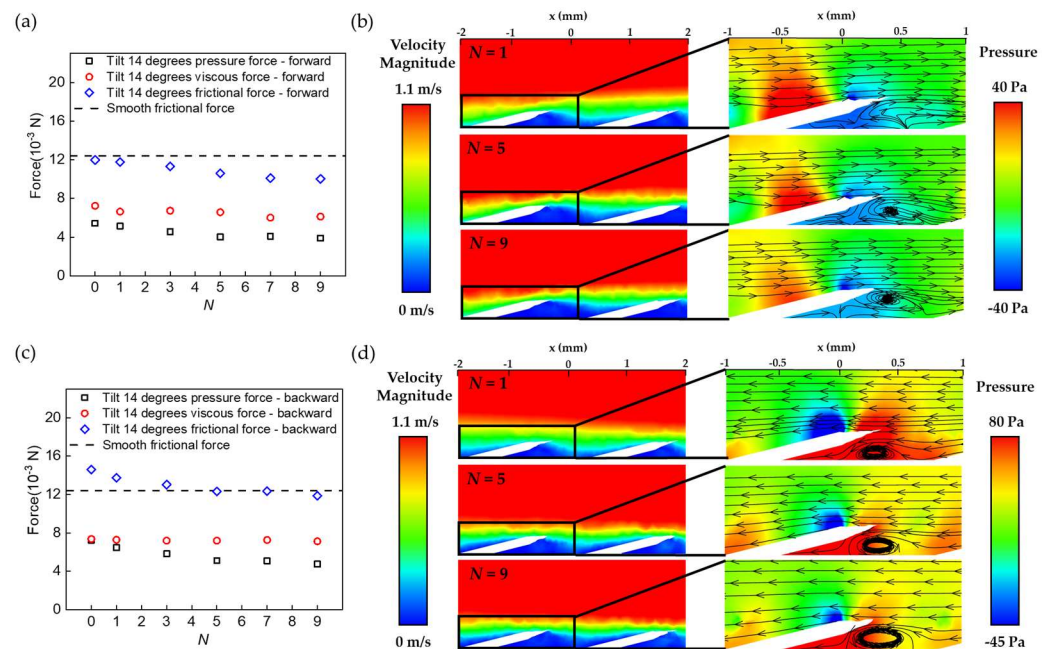 (a)
Tilt 14 degrees pressure force - forward
Tilt 14 degrees viscous force - forward
Tilt 14 degrees frictional force - forward
Smooth frictional force
Force(10⁻³ N)
20
16
12
8
4
0
0 1 2 3 4 5 6 7 8 9
N
(b)
x (mm)
-2 -1 0 1 2
x (mm)
-1 0 0.5 1
Velocity
Magnitude
1.1 m/s
0 m/s
N = 1
N = 5
N = 9
Pressure
40 Pa
-40 Pa
(c)
Tilt 14 degrees pressure force - backward
Tilt 14 degrees viscous force - backward
Tilt 14 degrees frictional force - backward
Smooth frictional force
Force(10⁻³ N)
20
16
12
8
4
0
0 1 2 3 4 5 6 7 8 9
N
(d)
x (mm)
-2 -1 0 1 2
x (mm)
-1 -0.5 0 0.5 1
Velocity
Magnitude
1.1 m/s
0 m/s
N = 1
N = 5
N = 9
Pressure
80 Pa
-45 Pa